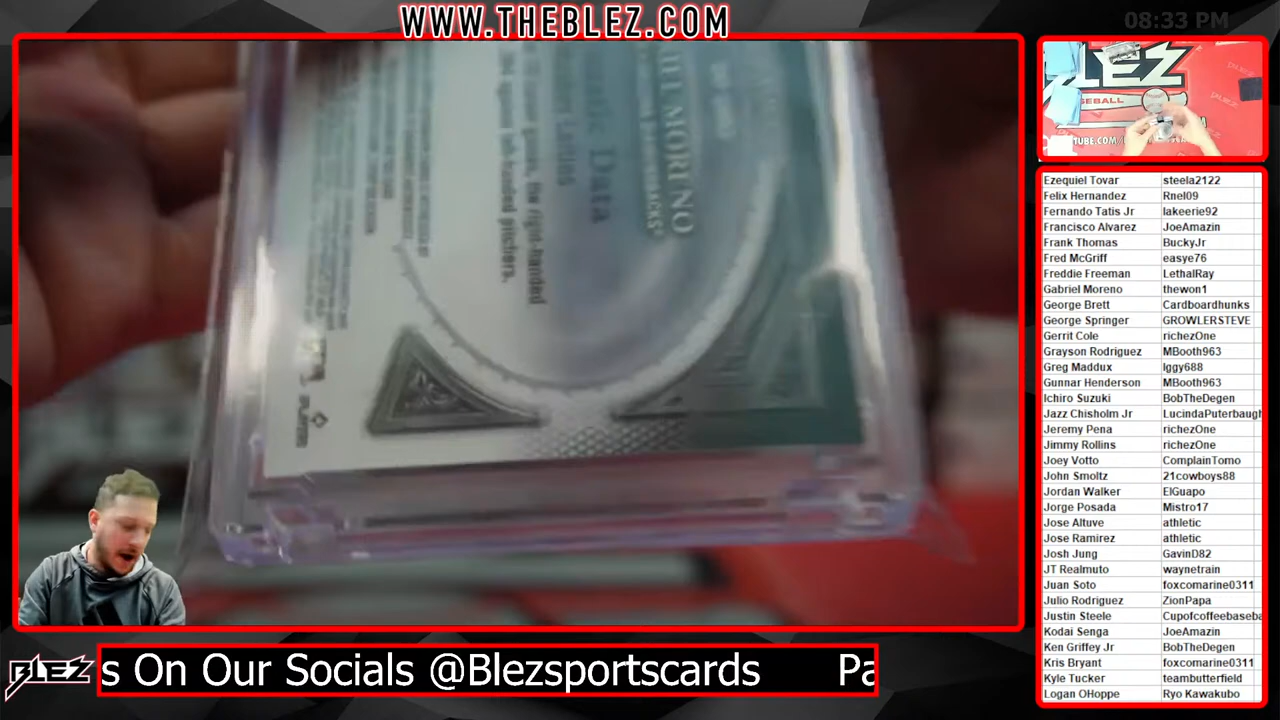 WWW.THEBLEZ.COM
08:33 PM
MORENO
LEZ
BASEBALL
Ezequiel Tovar steela2122
Felix Hernandez Rnel09
Fernando Tatis Jr lakeerie92
Francisco Alvarez JoeAmazin
Frank Thomas BuckyJr
Fred McGriff easye76
Freddie Freeman LethalRay
Gabriel Moreno thewon1
George Brett Cardboardhunks
George Springer GROWLERSTEVE
Gerrit Cole richezOne
Grayson Rodriguez MBooth963
Greg Maddux Iggy688
Gunnar Henderson MBooth963
Ichiro Suzuki BobTheDegen
Jazz Chisholm Jr LucindaPuterbaugh
Jeremy Pena richezOne
Jimmy Rollins richezOne
Joey Votto ComplainTomo
John Smoltz 21cowboys88
Jordan Walker ElGuapo
Jorge Posada Mistro17
Jose Altuve athletic
Jose Ramirez athletic
Josh Jung GavinD82
JT Realmuto waynetrain
Juan Soto foxcomarine0311
Julio Rodriguez ZionPapa
Justin Steele Cupofcoffeebaseba
Kodai Senga JoeAmazin
Ken Griffey Jr BobTheDegen
Kris Bryant foxcomarine0311
Kyle Tucker teambutterfield
Logan OHoppe Ryo Kawakubo
BLEZ
s On Our Socials @Blezsportscards Pa